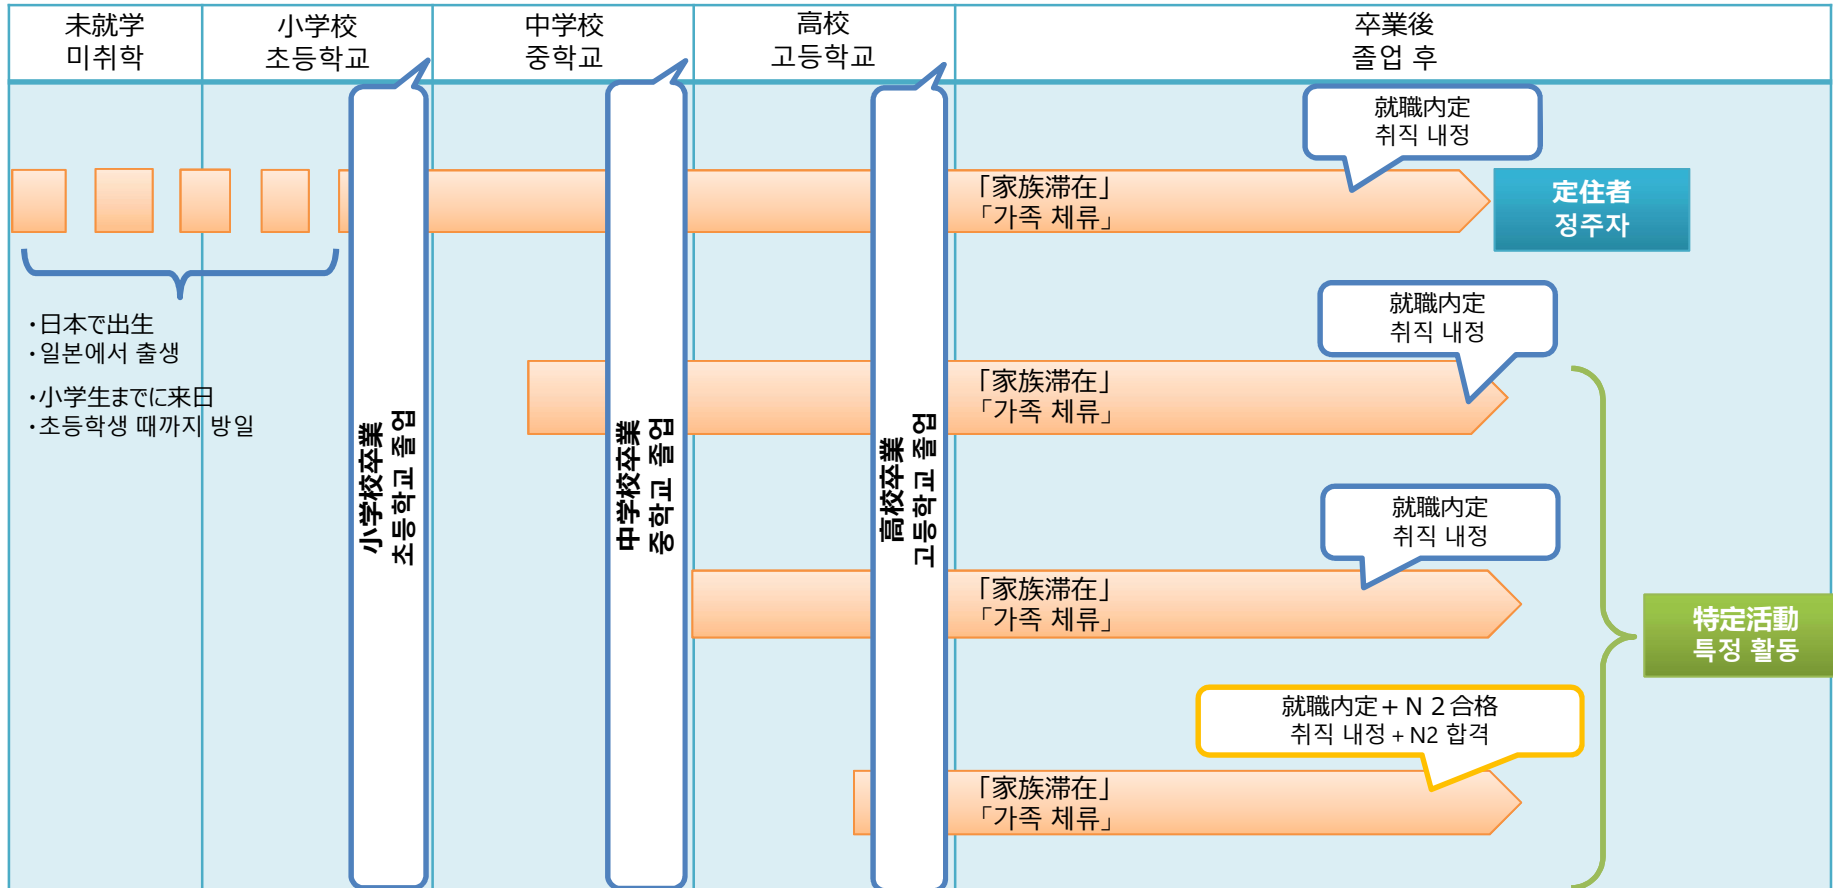 未就学
미취학
小学校
초등학교
中学校
중학교
高校
고등학교
卒業後
졸업 후
就職内定
취직 내정
「家族滞在」
「가족 체류」
定住者
정주자
・日本で出生
・일본에서 출생
・小学生までに来日
・초등학생 때까지 방일
就職内定
취직 내정
「家族滞在」
「가족 체류」
小学校卒業
초등학교 졸업
中学校卒業
중학교 졸업
高校卒業
고등학교 졸업
就職内定
취직 내정
「家族滞在」
「가족 체류」
特定活動
특정 활동
就職内定+N2合格
취직 내정+N2 합격
「家族滞在」
「가족 체류」